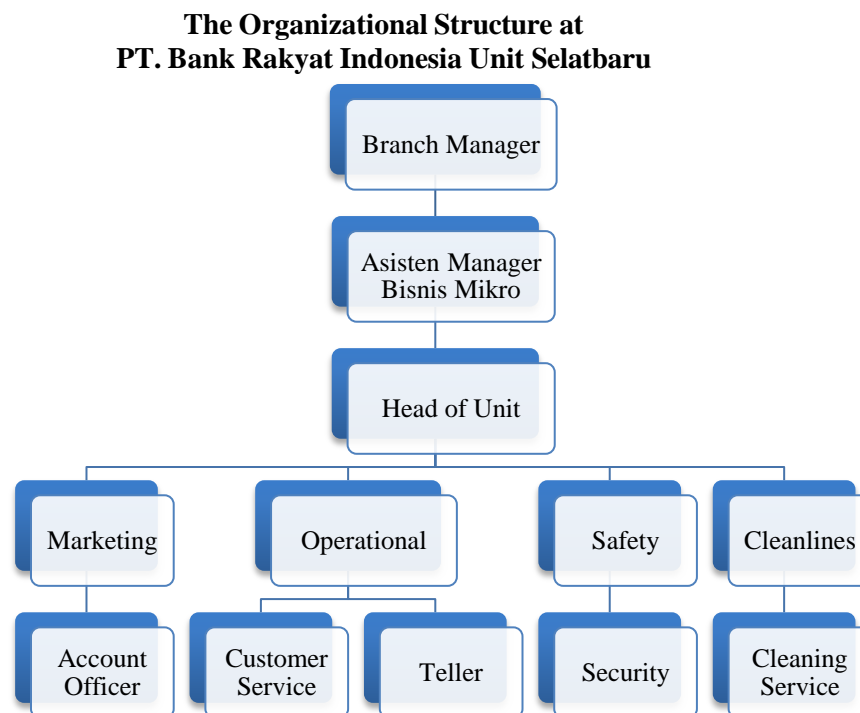 The Organizational Structure at
PT. Bank Rakyat Indonesia Unit Selatbaru
Branch Manager
Asisten Manager
Bisnis Mikro
Head of Unit
Marketing
Operational
Safety
Cleanlines
Account
Officer
Customer
Service
Teller
Security
Cleaning
Service